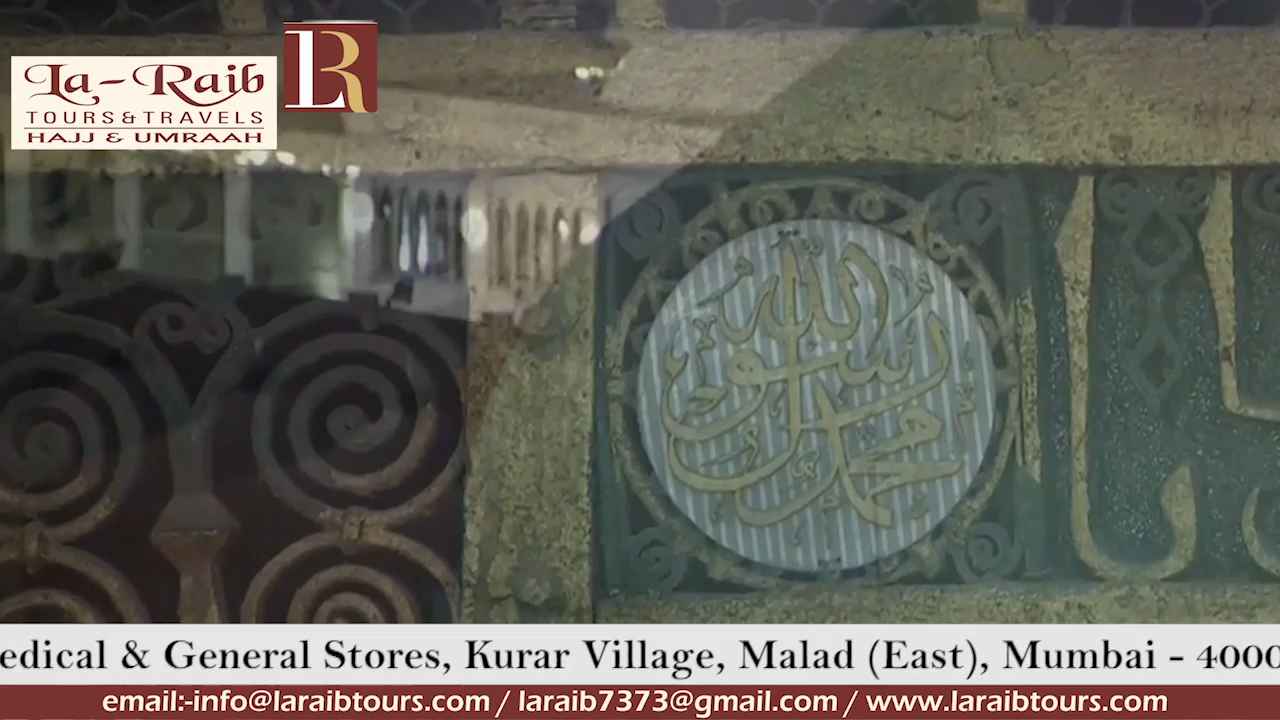 La-Raib
TOURS & TRAVELS
HAJJ & UMRAAH
LR
محمد
رسول
الله
edical & General Stores, Kurar Village, Malad (East), Mumbai - 4000
email:-info@laraibtours.com / laraib7373@gmail.com / www.laraibtours.com